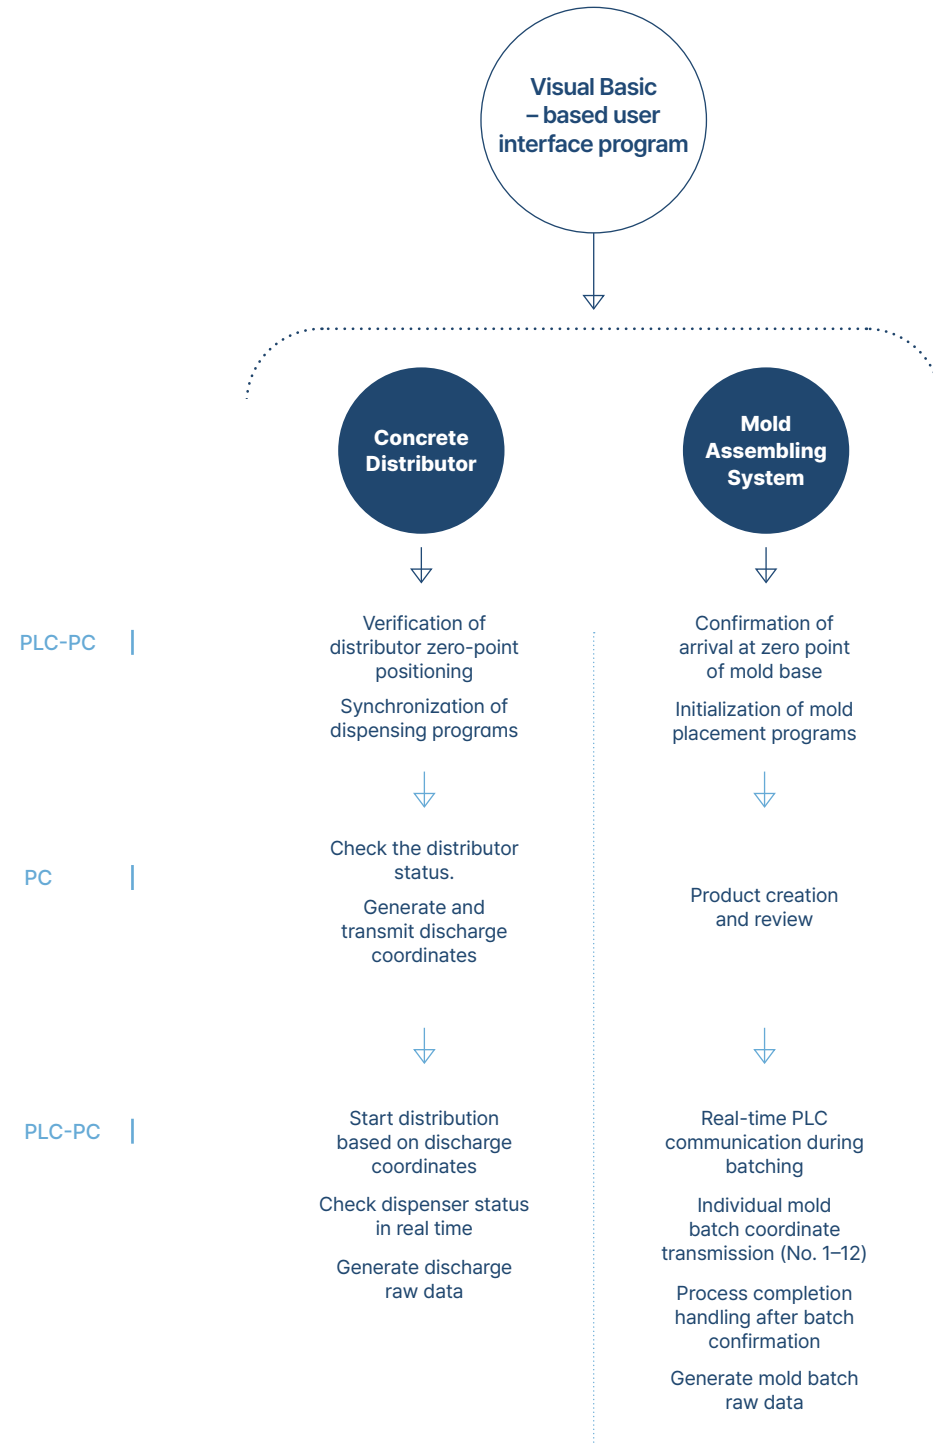 Visual Basic
– based user
interface program
Concrete
Distributor
Mold
Assembling
System
PLC-PC
Verification of
distributor zero-point
positioning
Synchronization of
dispensing programs
Confirmation of
arrival at zero point
of mold base
Initialization of mold
placement programs
PC
Check the distributor
status.
Generate and
transmit discharge
coordinates
Product creation
and review
PLC-PC
Start distribution
based on discharge
coordinates
Check dispenser status
in real time
Generate discharge
raw data
Real-time PLC
communication during
batching
Individual mold
batch coordinate
transmission (No. 1–12)
Process completion
handling after batch
confirmation
Generate mold batch
raw data